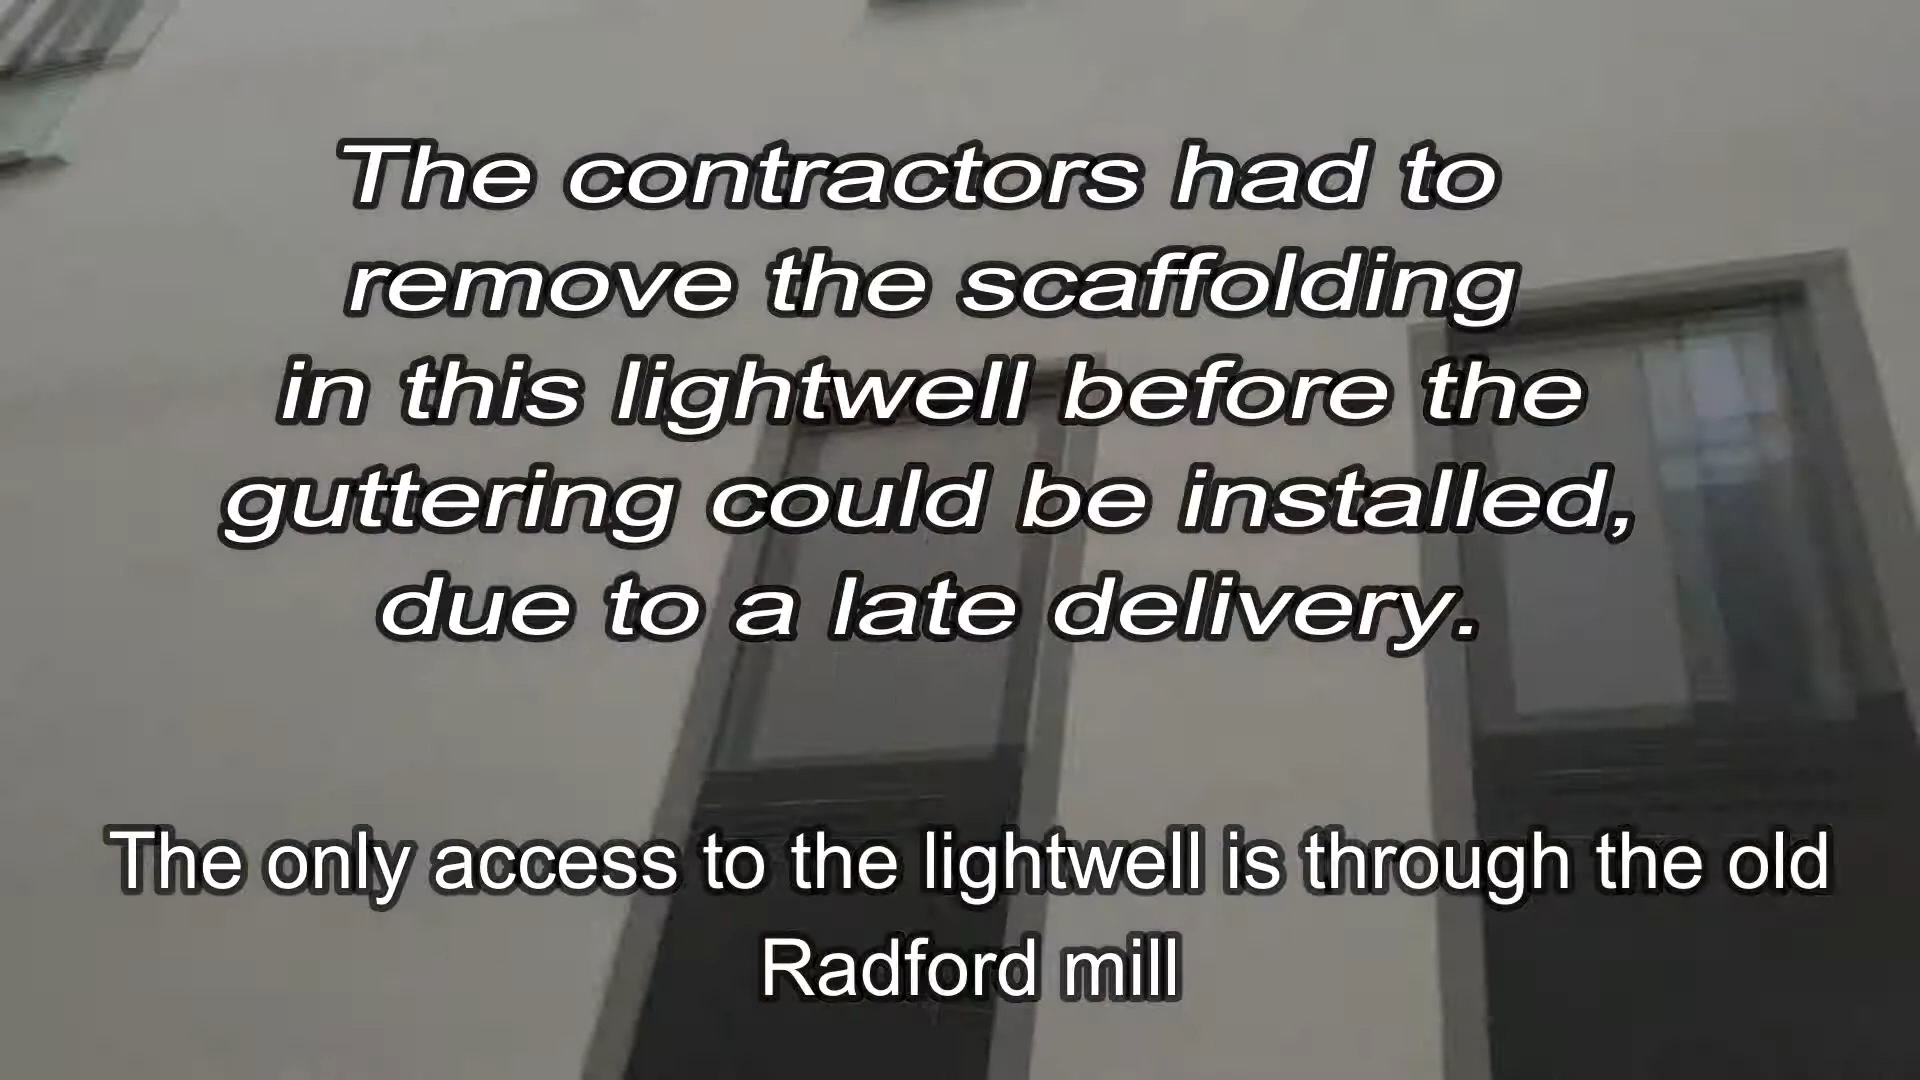 The contractors had to
remove the scaffolding
in this lightwell before the
guttering could be installed,
due to a late delivery.
The only access to the lightwell is through the old
Radford mill